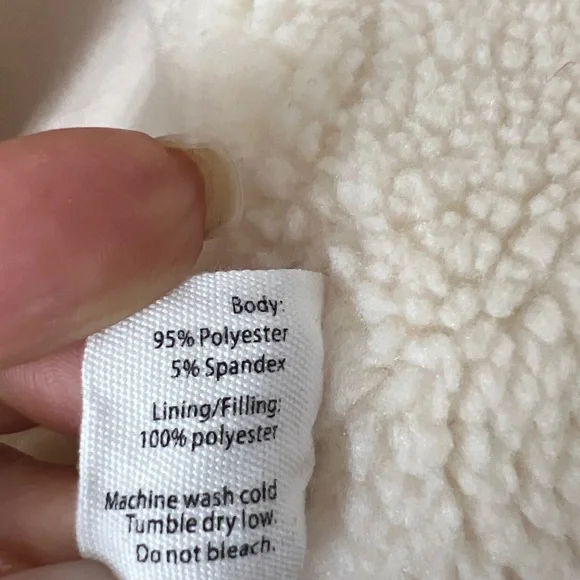 Body:
95% Polyester
5% Spandex
Lining/Filling:
100% polyester
Machine wash cold
Tumble dry low.
Do not bleach.